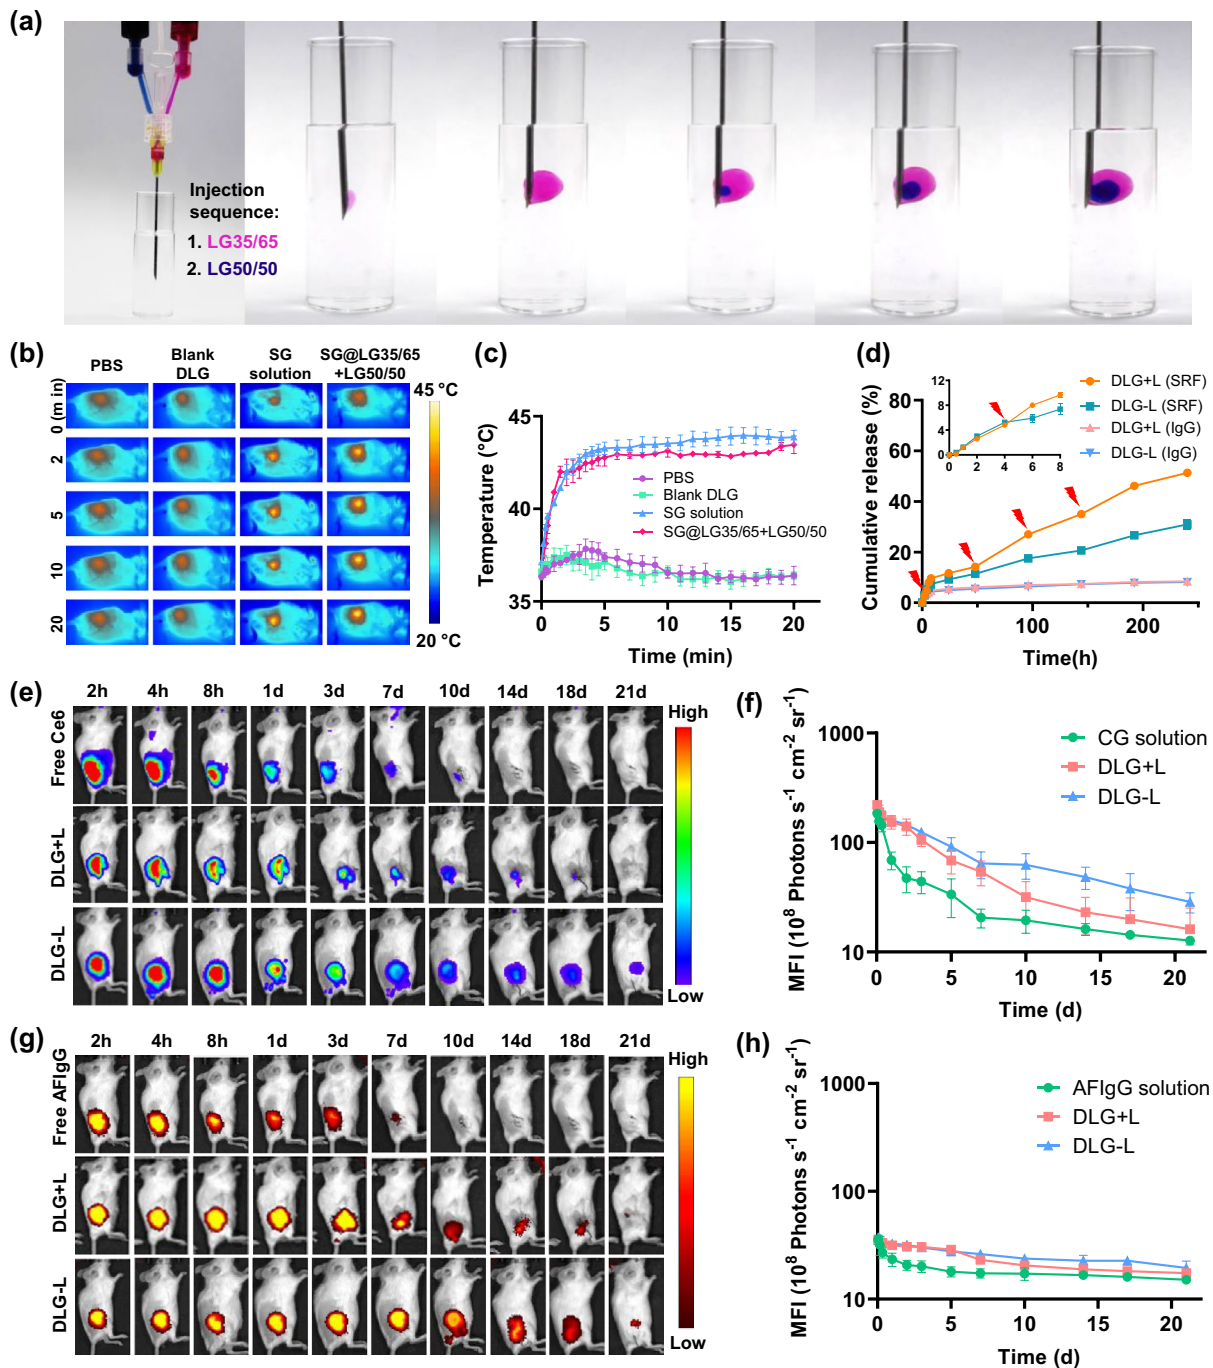 (a)
Injection
sequence:
1. LG35/65
2. LG50/50
(b)
PBS
Blank
DLG
SG
solution
SG@LG35/65
+LG50/50
45 °C
0 (m in)
2
5
10
20
20 °C
(c)
Temperature (°C)
45
40
35
0
5
10
15
20
Time (min)
PBS
Blank DLG
SG solution
SG@LG35/65+LG50/50
(d)
Cumulative release (%)
80
60
40
20
0
0
100
200
Time(h)
12
8
4
0
0
2
4
6
8
DLG+L (SRF)
DLG-L (SRF)
DLG+L (IgG)
DLG-L (IgG)
(e)
2h 4h 8h 1d 3d 7d 10d 14d 18d 21d
Free Ce6
DLG+L
DLG-L
High
Low
(f)
MFI (10⁸ Photons s⁻¹ cm⁻² sr⁻¹)
1000
100
10
0 5 10 15 20
Time (d)
CG solution
DLG+L
DLG-L
(g)
2h 4h 8h 1d 3d 7d 10d 14d 18d 21d
Free AFIgG
DLG+L
DLG-L
High
Low
(h)
MFI (10⁸ Photons s⁻¹ cm⁻² sr⁻¹)
1000
100
10
0 5 10 15 20
Time (d)
AFIgG solution
DLG+L
DLG-L